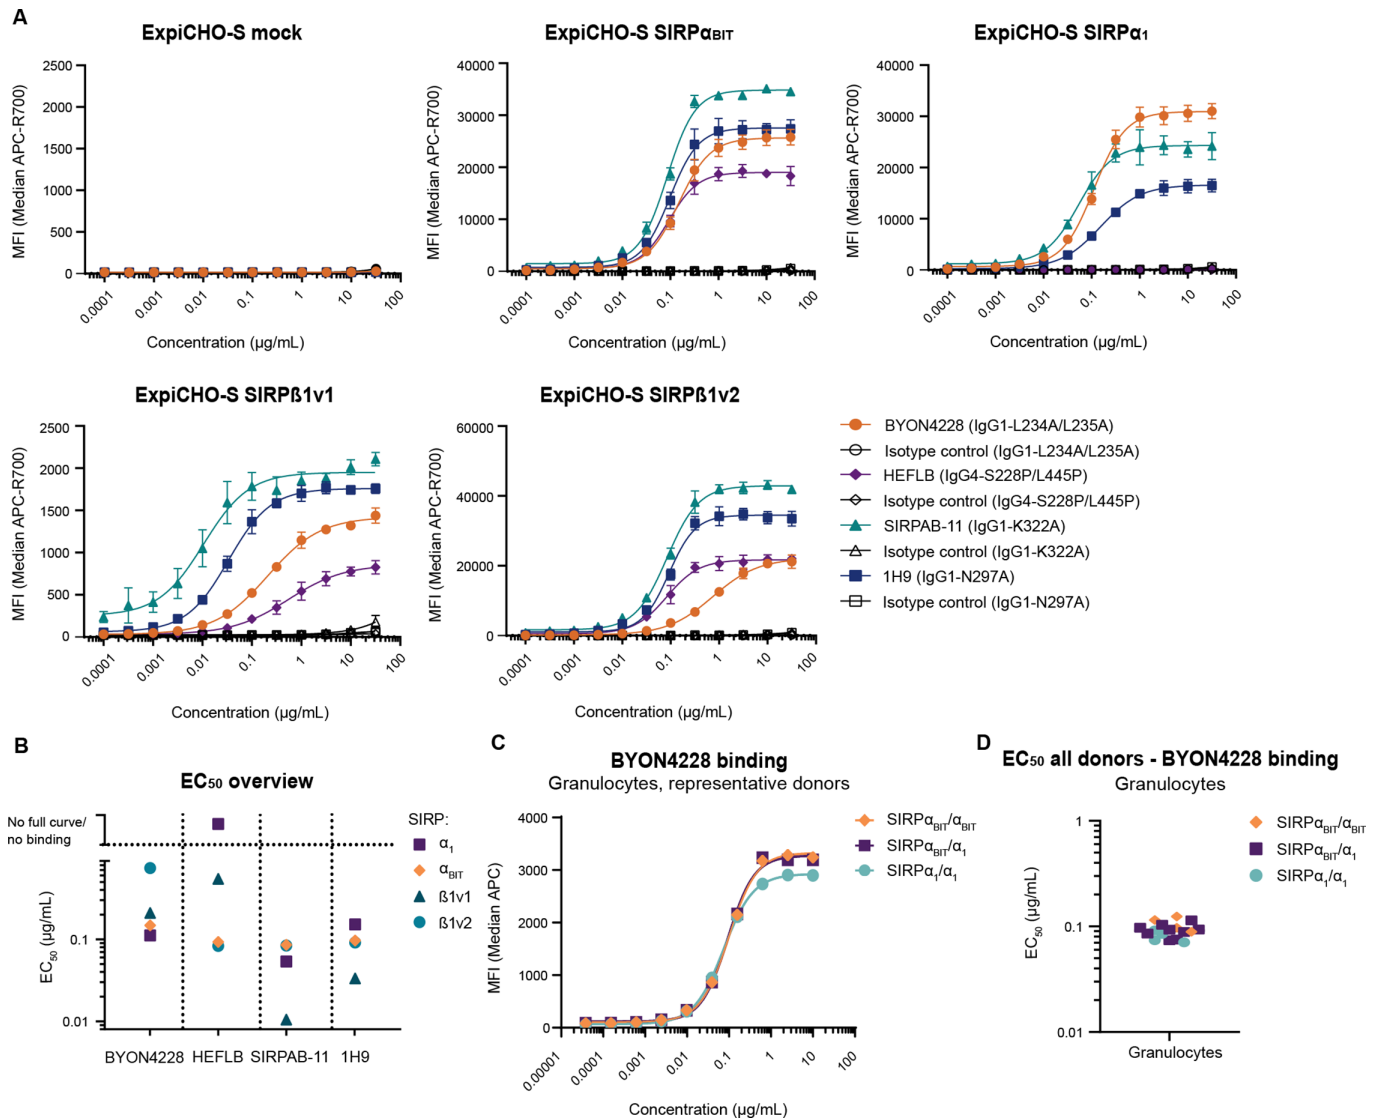 A
ExpiCHO-S mock
ExpiCHO-S SIRPαBIT
ExpiCHO-S SIRPα1
MFI (Median APC-R700)
2500
2000
1500
1000
500
0
0.0001
0.001
0.01
0.1
1
10
100
Concentration (µg/mL)
MFI (Median APC-R700)
40000
30000
20000
10000
0
0.0001
0.001
0.01
0.1
1
10
100
Concentration (µg/mL)
MFI (Median APC-R700)
40000
30000
20000
10000
0
0.0001
0.001
0.01
0.1
1
10
100
Concentration (µg/mL)
ExpiCHO-S SIRPß1v1
ExpiCHO-S SIRPß1v2
MFI (Median APC-R700)
2500
2000
1500
1000
500
0
0.0001
0.001
0.01
0.1
1
10
100
Concentration (µg/mL)
MFI (Median APC-R700)
60000
40000
20000
0
0.0001
0.001
0.01
0.1
1
10
100
Concentration (µg/mL)
BYON4228 (IgG1-L234A/L235A)
Isotype control (IgG1-L234A/L235A)
HEFLB (IgG4-S228P/L445P)
Isotype control (IgG4-S228P/L445P)
SIRPAB-11 (IgG1-K322A)
Isotype control (IgG1-K322A)
1H9 (IgG1-N297A)
Isotype control (IgG1-N297A)
B
EC50 overview
No full curve/
no binding
EC50 (µg/mL)
0.1
0.01
BYON4228
HEFLB
SIRPAB-11
1H9
SIRP:
α1
αBIT
ß1v1
ß1v2
C
BYON4228 binding
Granulocytes, representative donors
MFI (Median APC)
4000
3000
2000
1000
0
0.00001
0.0001
0.001
0.01
0.1
1
10
100
Concentration (µg/mL)
SIRPαBIT/αBIT
SIRPαBIT/α1
SIRPα1/α1
D
EC50 all donors - BYON4228 binding
Granulocytes
EC50 (µg/mL)
1
0.1
0.01
Granulocytes
SIRPαBIT/αBIT
SIRPαBIT/α1
SIRPα1/α1